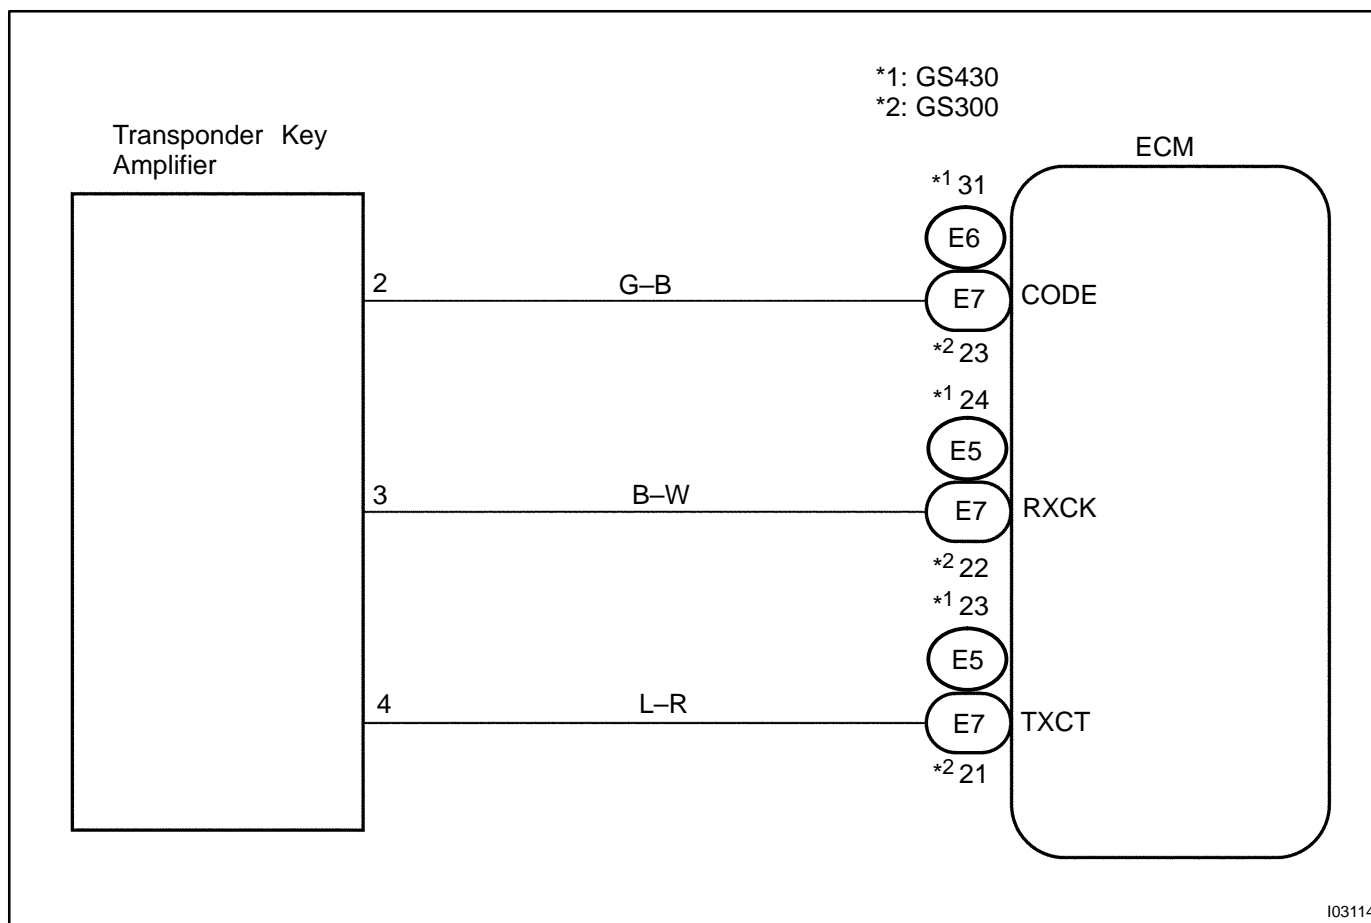 *1: GS430
*2: GS300
Transponder Key
Amplifier
ECM
*1 31
E6
2
G–B
E7
CODE
*2 23
*1 24
E5
3
B–W
E7
RXCK
*2 22
*1 23
E5
4
L–R
E7
TXCT
*2 21
I03114